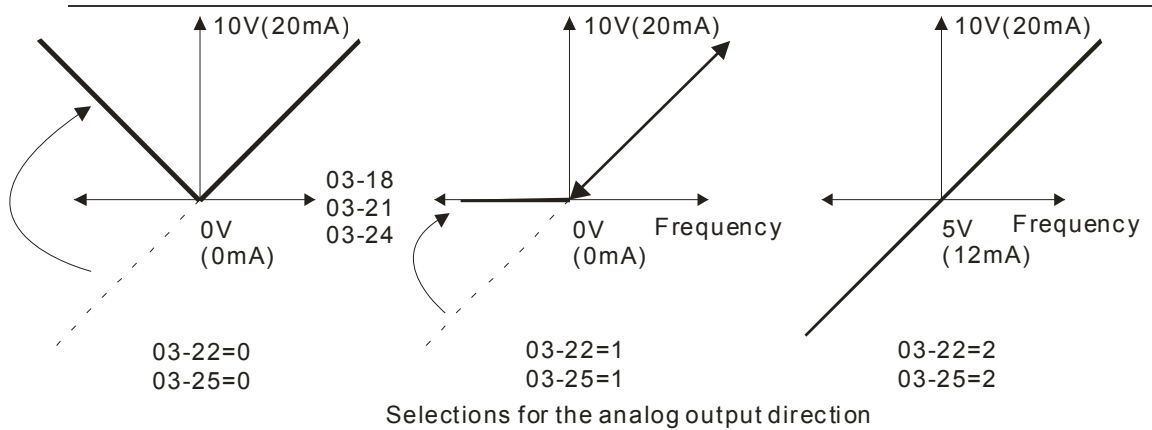 10V(20mA)
10V(20mA)
10V(20mA)
03-18
03-21
03-24
0V
(0mA)
0V
(0mA)
Frequency
5V
(12mA)
Frequency
03-22=0
03-25=0
03-22=1
03-25=1
03-22=2
03-25=2
Selections for the analog output direction